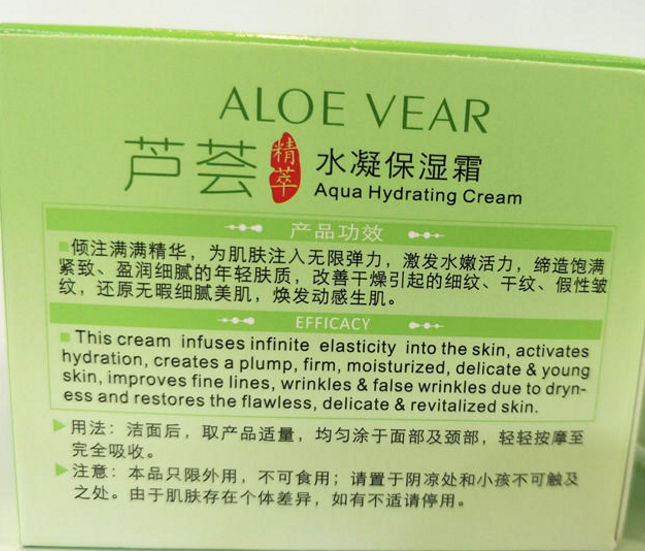 ALOE VEAR
芦荟 精萃 水凝保湿霜
Aqua Hydrating Cream
产品功效
倾注满满精华，为肌肤注入无限弹力，激发水嫩活力，缔造饱满
紧致、盈润细腻的年轻肤质，改善干燥引起的细纹、干纹、假性皱
纹，还原无暇细腻美肌，焕发动感生肌。
EFFICACY
This cream infuses infinite elasticity into the skin, activates
hydration, creates a plump, firm, moisturized, delicate & young
skin, improves fine lines, wrinkles & false wrinkles due to dryn-
ess and restores the flawless, delicate & revitalized skin.
用法：洁面后，取产品适量，均匀涂于面部及颈部，轻轻按摩至
完全吸收。
注意：本品只限外用，不可食用；请置于阴凉处和小孩不可触及
之处。由于肌肤存在个体差异，如有不适请停用。